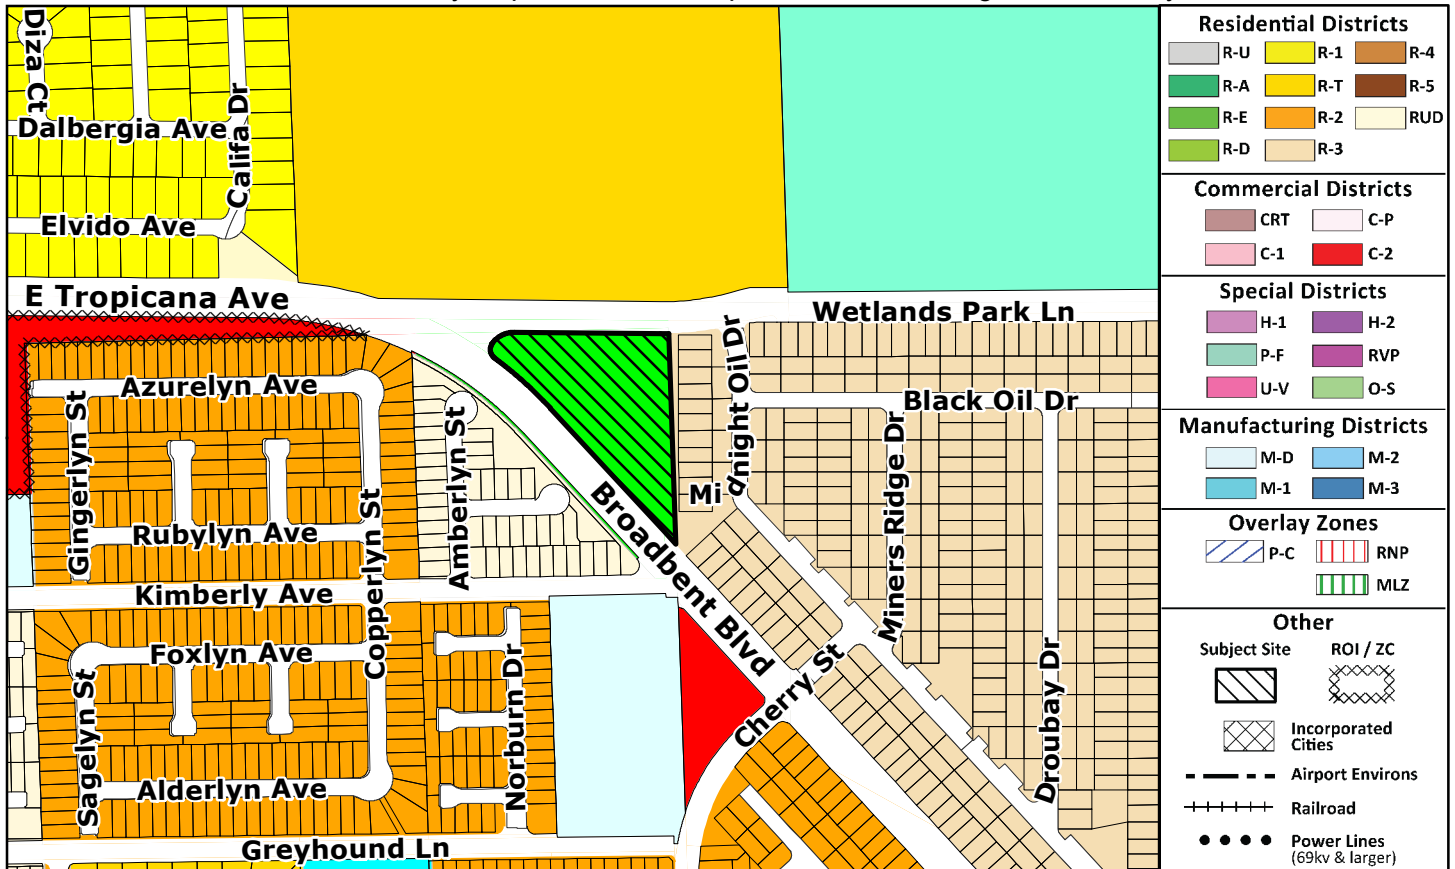 Diza Ct
Dalbergia Ave
Califa Dr
Elvido Ave
E Tropicana Ave
Wetlands Park Ln
Azurelyn Ave
Gingerlyn St
Amberlyn St
Midnight Oil Dr
Black Oil Dr
Miners Ridge Dr
Rubylyn Ave
Copperlyn St
Broadbent Blvd
Kimberly Ave
Foxlyn Ave
Sagelyn St
Norburn Dr
Cherry St
Droubay Dr
Alderlyn Ave
Greyhound Ln
Residential Districts
R-U R-1 R-4
R-A R-T R-5
R-E R-2 RUD
R-D R-3
Commercial Districts
CRT C-P
C-1 C-2
Special Districts
H-1 H-2
P-F RVP
U-V O-S
Manufacturing Districts
M-D M-2
M-1 M-3
Overlay Zones
P-C RNP
MLZ
Other
Subject Site ROI / ZC
Incorporated
Cities
Airport Environs
Railroad
Power Lines
(69kv & larger)